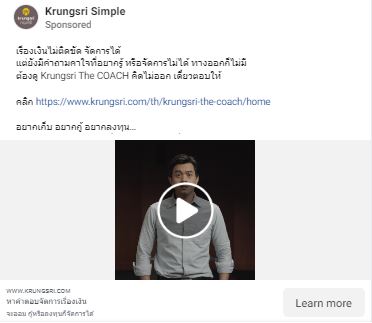 Krungsri Simple
Sponsored
เรื่องเงินไม่ติดขัด จัดการได้
แต่ยังมีคำถามคาใจที่อยากรู้ หรือจัดการไม่ได้ ทางออกก็ไม่มี
ต้องดู Krungsri The COACH คิดไม่ออก เดี๋ยวตอบให้
คลิก https://www.krungsri.com/th/krungsri-the-coach/home
อยากเก็บ อยากกู้ อยากลงทุน...
WWW.KRUNGSRI.COM
หาคำตอบจัดการเรื่องเงิน
จะออม กู้หรือลงทุนก็จัดการได้
Learn more